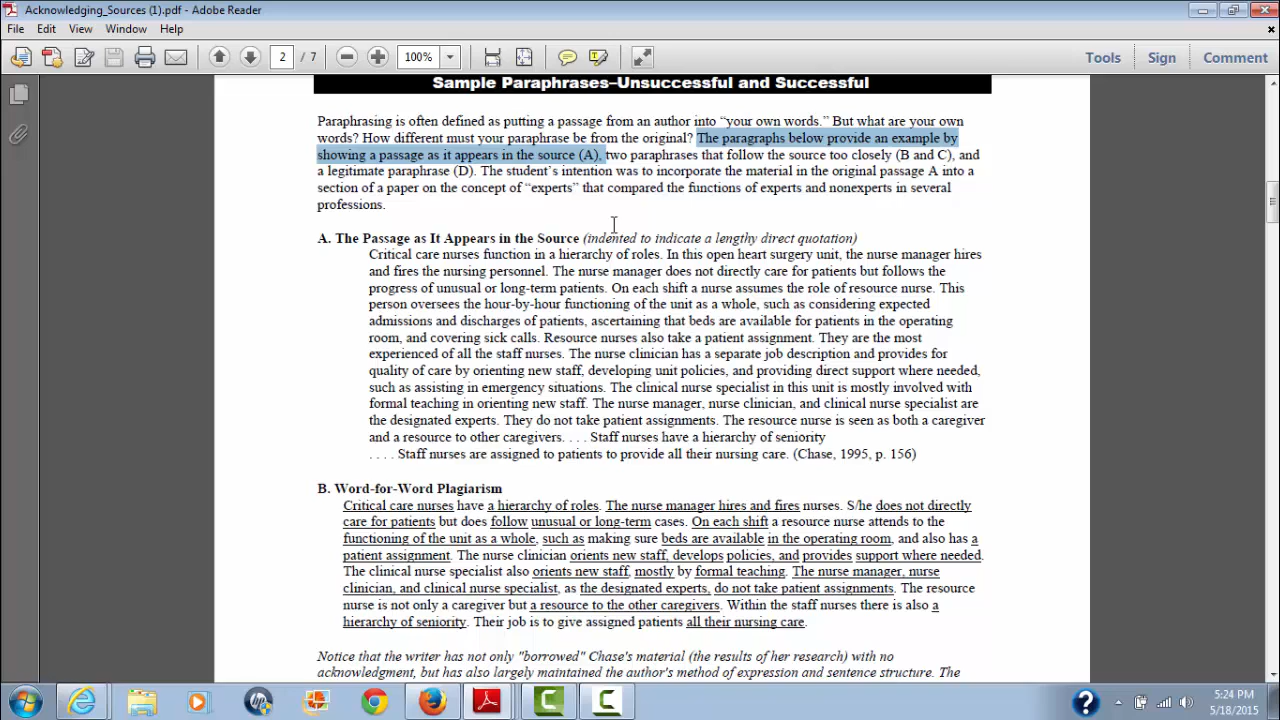 Acknowledging_Sources (1).pdf - Adobe Reader
File Edit View Window Help
2 / 7 100% Tools Sign Comment
Sample Paraphrases–Unsuccessful and Successful
Paraphrasing is often defined as putting a passage from an author into “your own words.” But what are your own
words? How different must your paraphrase be from the original? The paragraphs below provide an example by
showing a passage as it appears in the source (A), two paraphrases that follow the source too closely (B and C), and
a legitimate paraphrase (D). The student’s intention was to incorporate the material in the original passage A into a
section of a paper on the concept of “experts” that compared the functions of experts and nonexperts in several
professions.
A. The Passage as It Appears in the Source (indented to indicate a lengthy direct quotation)
Critical care nurses function in a hierarchy of roles. In this open heart surgery unit, the nurse manager hires
and fires the nursing personnel. The nurse manager does not directly care for patients but follows the
progress of unusual or long-term patients. On each shift a nurse assumes the role of resource nurse. This
person oversees the hour-by-hour functioning of the unit as a whole, such as considering expected
admissions and discharges of patients, ascertaining that beds are available for patients in the operating
room, and covering sick calls. Resource nurses also take a patient assignment. They are the most
experienced of all the staff nurses. The nurse clinician has a separate job description and provides for
quality of care by orienting new staff, developing unit policies, and providing direct support where needed,
such as assisting in emergency situations. The clinical nurse specialist in this unit is mostly involved with
formal teaching in orienting new staff. The nurse manager, nurse clinician, and clinical nurse specialist are
the designated experts. They do not take patient assignments. The resource nurse is seen as both a caregiver
and a resource to other caregivers. . . . Staff nurses have a hierarchy of seniority
. . . . Staff nurses are assigned to patients to provide all their nursing care. (Chase, 1995, p. 156)
B. Word-for-Word Plagiarism
Critical care nurses have a hierarchy of roles. The nurse manager hires and fires nurses. S/he does not directly
care for patients but does follow unusual or long-term cases. On each shift a resource nurse attends to the
functioning of the unit as a whole, such as making sure beds are available in the operating room, and also has a
patient assignment. The nurse clinician orients new staff, develops policies, and provides support where needed.
The clinical nurse specialist also orients new staff, mostly by formal teaching. The nurse manager, nurse
clinician, and clinical nurse specialist, as the designated experts, do not take patient assignments. The resource
nurse is not only a caregiver but a resource to the other caregivers. Within the staff nurses there is also a
hierarchy of seniority. Their job is to give assigned patients all their nursing care.
Notice that the writer has not only "borrowed" Chase's material (the results of her research) with no
acknowledgment, but has also largely maintained the author's method of expression and sentence structure. The
5:24 PM
5/18/2015